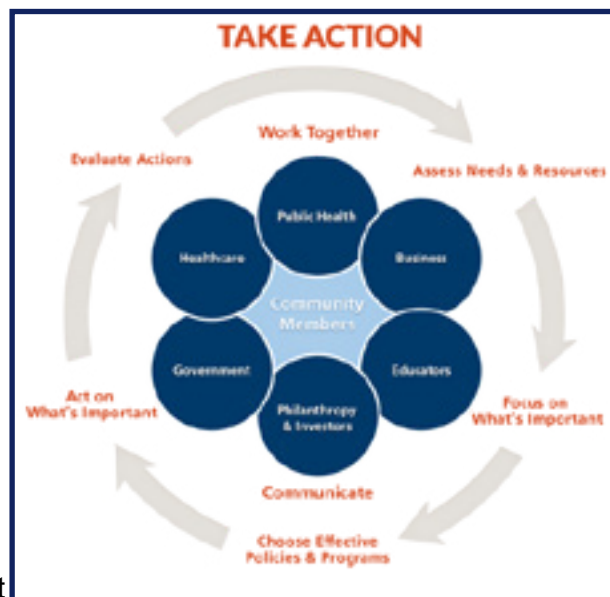 TAKE ACTION
Work Together
Evaluate Actions
Assess Needs & Resources
Public Health
Healthcare
Business
Community
Members
Government
Educators
Philanthropy
& Investors
Act on
What's Important
Focus on
What's Important
Communicate
Choose Effective
Policies & Programs
t